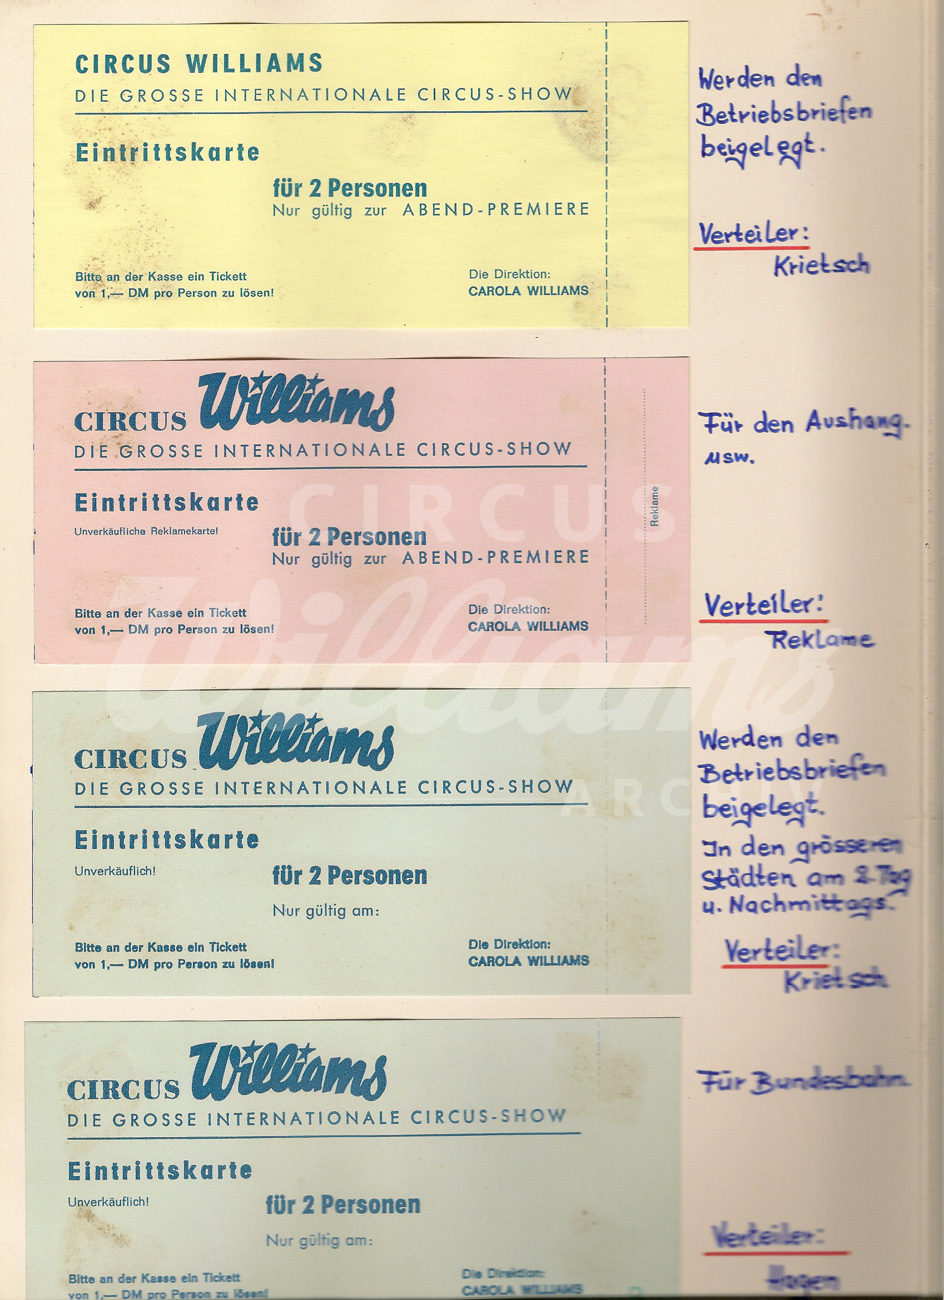 CIRCUS WILLIAMS
DIE GROSSE INTERNATIONALE CIRCUS-SHOW
Eintrittskarte
für 2 Personen
Nur gültig zur ABEND-PREMIERE
Bitte an der Kasse ein Tickett
von 1,— DM pro Person zu lösen!
Die Direktion:
CAROLA WILLIAMS
Werden den
Betriebsbriefen
beigelegt.
Verteiler:
Krietsch
CIRCUS Williams
DIE GROSSE INTERNATIONALE CIRCUS-SHOW
Eintrittskarte
Unverkäufliche Reklamekarte!
für 2 Personen
Nur gültig zur ABEND-PREMIERE
Bitte an der Kasse ein Tickett
von 1,— DM pro Person zu lösen!
Die Direktion:
CAROLA WILLIAMS
Reklame
Für den Aushang.
usw.
Verteiler:
Reklame
CIRCUS
Williams
ARCHIV
CIRCUS Williams
DIE GROSSE INTERNATIONALE CIRCUS-SHOW
Eintrittskarte
Unverkäuflich!
für 2 Personen
Nur gültig am:
Bitte an der Kasse ein Tickett
von 1,— DM pro Person zu lösen!
Die Direktion:
CAROLA WILLIAMS
Werden den
Betriebsbriefen
beigelegt.
In den grösseren
Städten am 2. Tag
u. Nachmittags.
Verteiler:
Krietsch
CIRCUS Williams
DIE GROSSE INTERNATIONALE CIRCUS-SHOW
Eintrittskarte
Unverkäuflich!
für 2 Personen
Nur gültig am:
Bitte an der Kasse ein Tickett
von 1,— DM pro Person zu lösen!
Die Direktion:
CAROLA WILLIAMS
Für Bundesbahn.
Verteiler:
Hagen